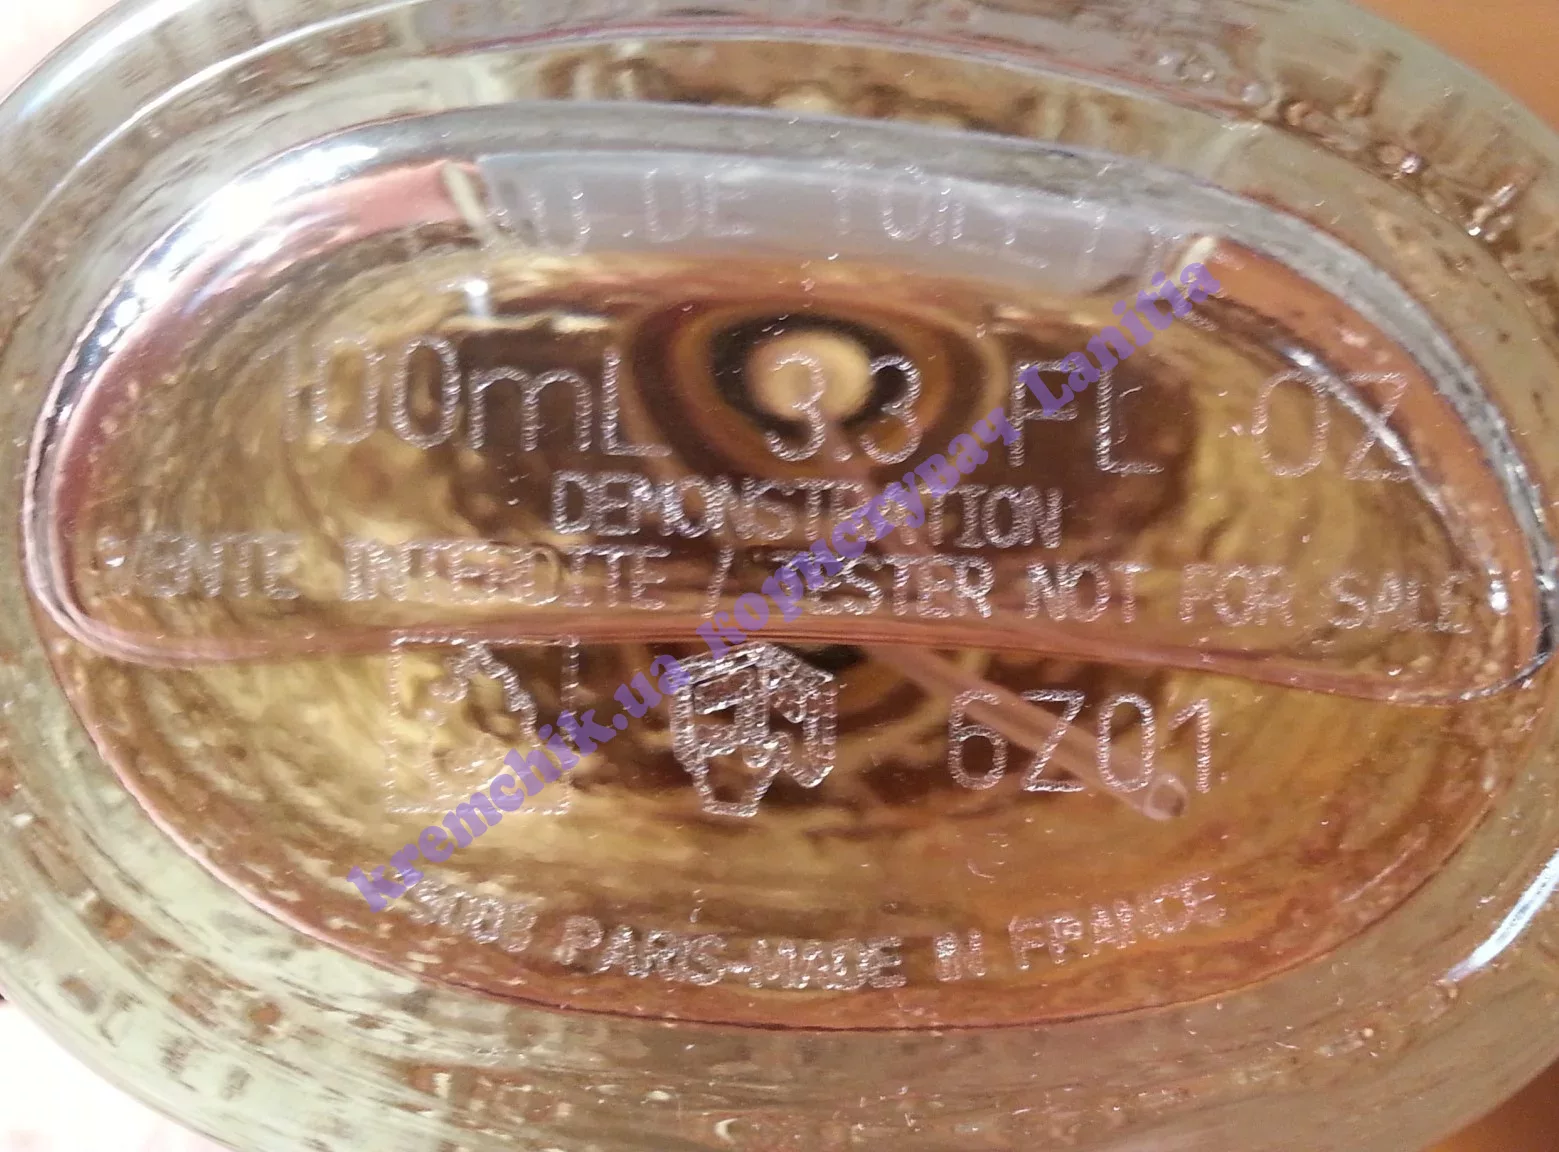 EAU DE TOILETTE
100mL 3.3 FL OZ
DEMONSTRATION
VENTE INTERDITE / TESTER NOT FOR SALE
6Z01
75008 PARIS-MADE IN FRANCE
kremchik.ua користувач Lanitia